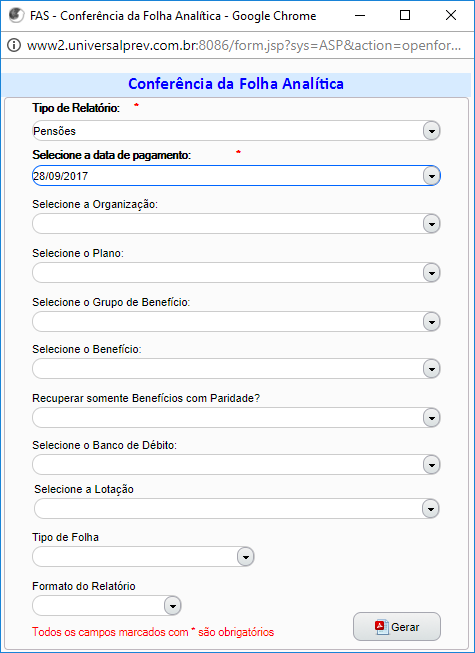 FAS - Conferência da Folha Analítica - Google Chrome
www2.universalprev.com.br:8086/form.jsp?sys=ASP&action=openfor...
Conferência da Folha Analítica
Tipo de Relatório: *
Pensões
Selecione a data de pagamento: *
28/09/2017
Selecione a Organização:
Selecione o Plano:
Selecione o Grupo de Benefício:
Selecione o Benefício:
Recuperar somente Benefícios com Paridade?
Selecione o Banco de Débito:
Selecione a Lotação
Tipo de Folha
Formato do Relatório
Gerar
Todos os campos marcados com * são obrigatórios